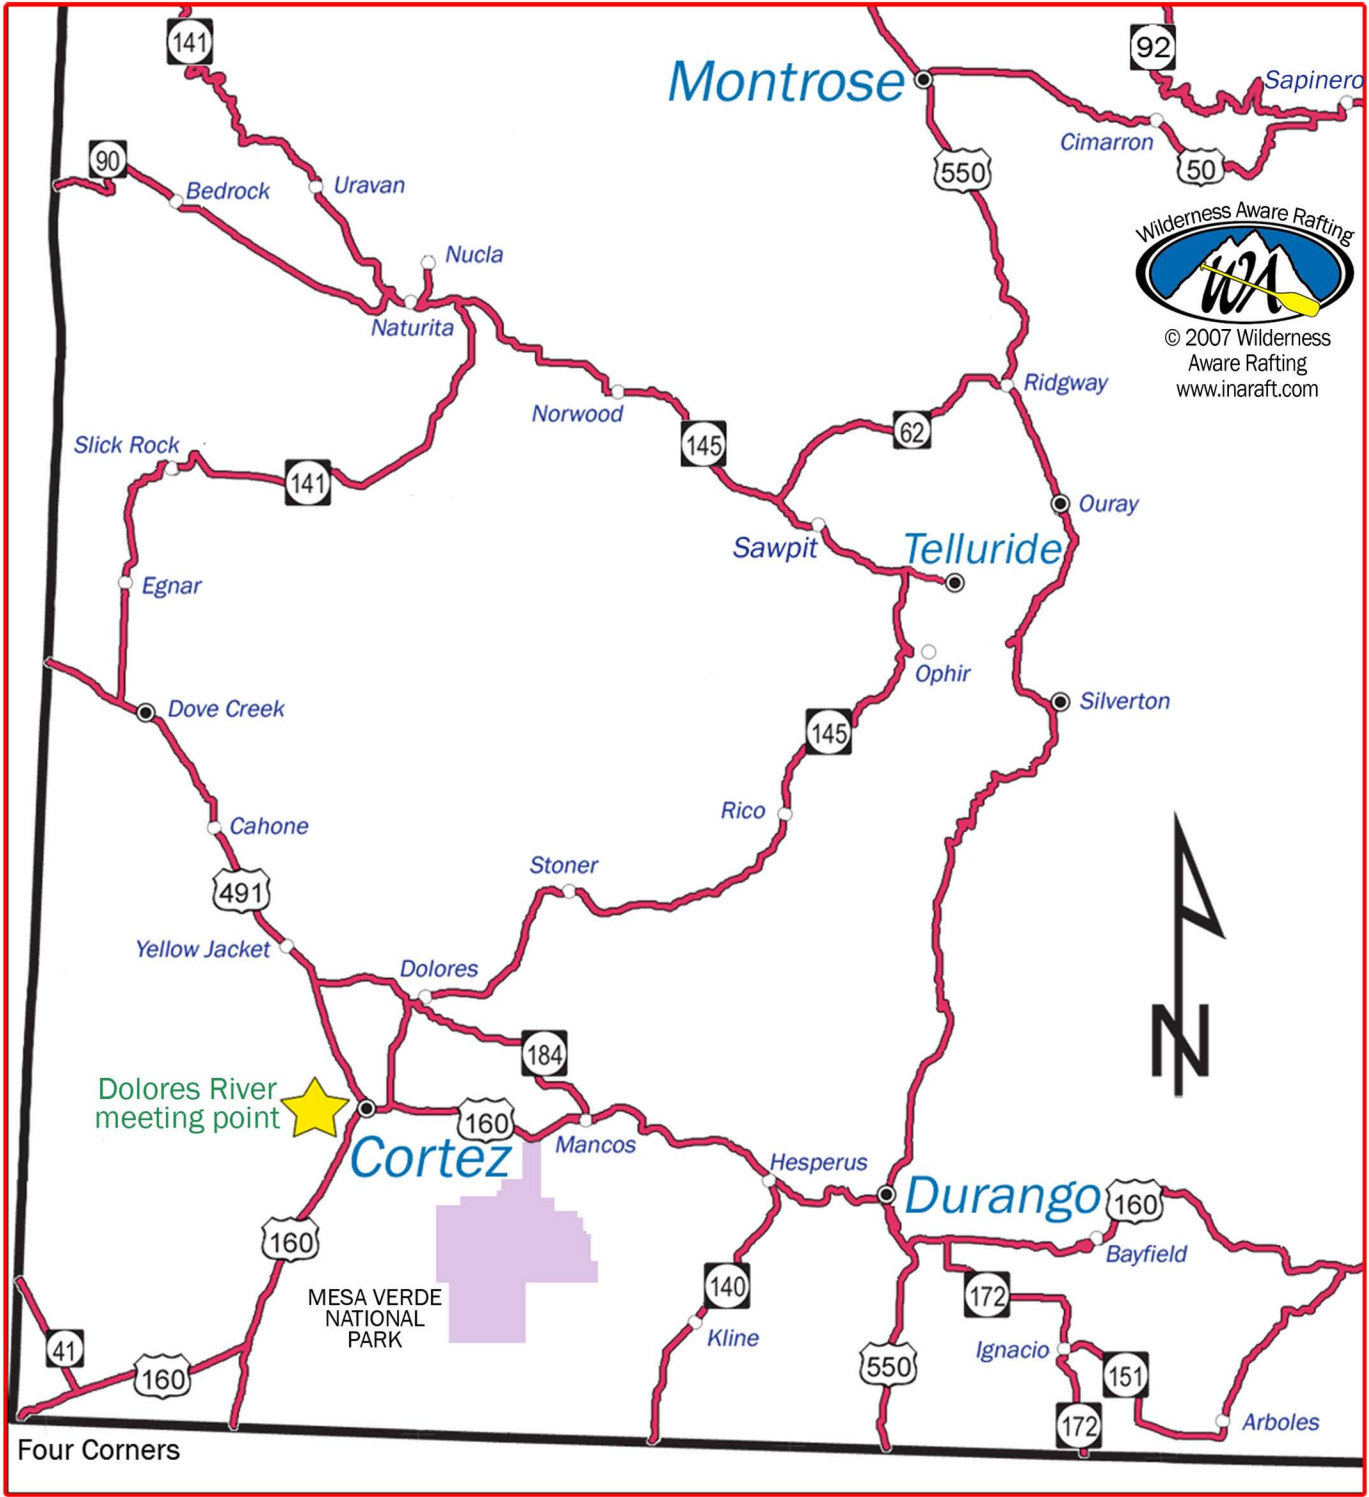 141
92
Montrose
Sapinero
Cimarron
90
550
50
Bedrock
Uravan
Wilderness Aware Rafting
WA
Nucla
Naturita
© 2007 Wilderness
Aware Rafting
www.inaraft.com
Ridgway
Norwood
62
145
Slick Rock
141
Ouray
Sawpit
Telluride
Egnar
Ophir
Dove Creek
Silverton
145
Rico
Cahone
Stoner
491
Yellow Jacket
Dolores
N
184
Dolores River
meeting point
160
Mancos
Cortez
Hesperus
Durango
160
160
Bayfield
MESA VERDE
NATIONAL
PARK
140
172
Kline
Ignacio
41
160
550
151
172
Arboles
Four Corners